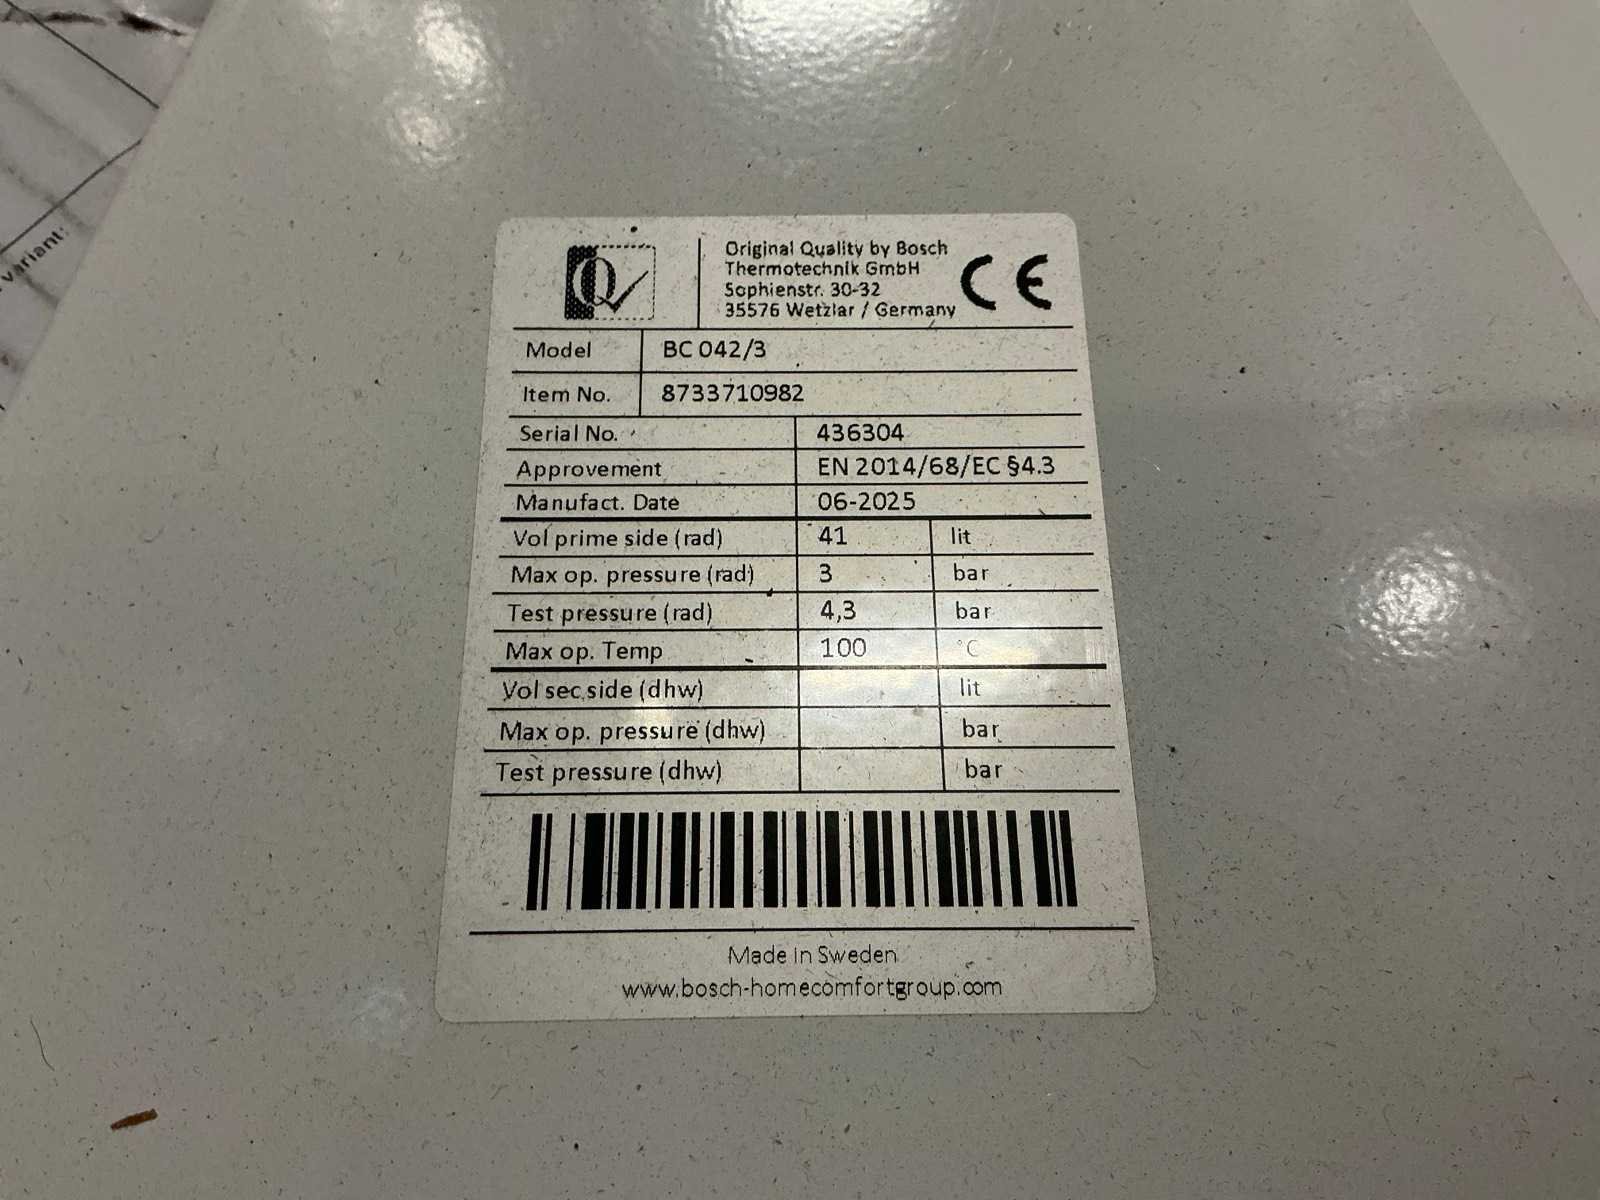 variant:
Original Quality by Bosch
Thermotechnik GmbH
Sophienstr. 30-32
35576 Wetzlar / Germany
CE
Model BC 042/3
Item No. 8733710982
Serial No. 436304
Approvement EN 2014/68/EC §4.3
Manufact. Date 06-2025
Vol prime side (rad) 41 lit
Max op. pressure (rad) 3 bar
Test pressure (rad) 4,3 bar
Max op. Temp 100 °C
Vol sec.side (dhw) lit
Max op. pressure (dhw) bar
Test pressure (dhw) bar
Made in Sweden
www.bosch-homecomfortgroup.com